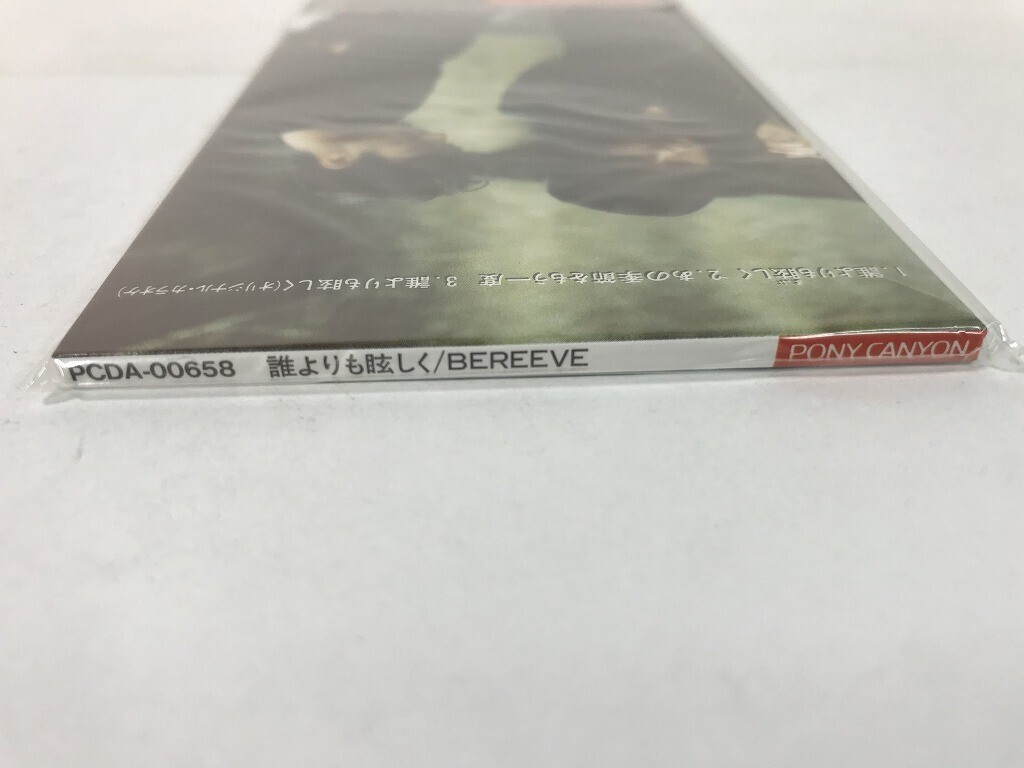 1. 誰よりも眩しく 2. あの季節をもう一度 3. 誰よりも眩しく(オリジナル・カラオケ)
PCDA-00658 誰よりも眩しく/BEREEVE PONY CANYON